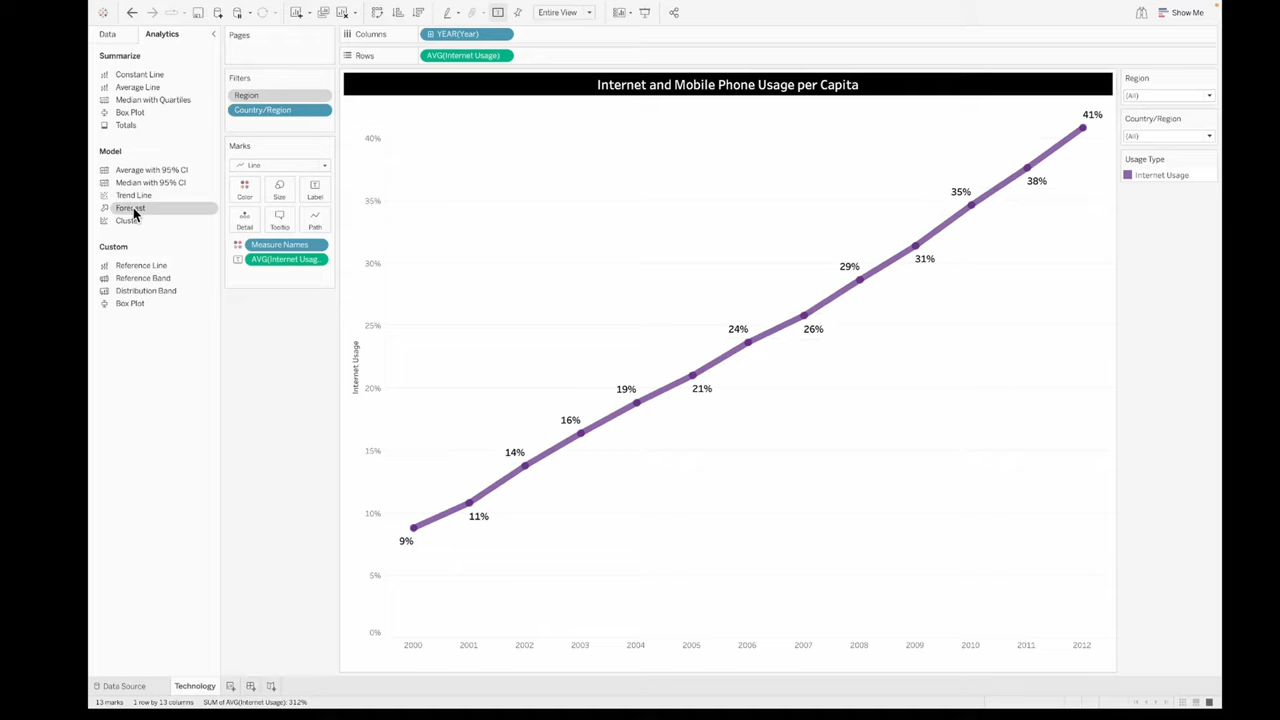 Entire View
Show Me
Data
Analytics
Summarize
Constant Line
Average Line
Median with Quartiles
Box Plot
Totals
Model
Average with 95% CI
Median with 95% CI
Trend Line
Forecast
Cluster
Custom
Reference Line
Reference Band
Distribution Band
Box Plot
Pages
Filters
Region
Country/Region
Marks
Line
Color
Size
Label
Detail
Tooltip
Path
Measure Names
AVG(Internet Usag..
Columns
YEAR(Year)
Rows
AVG(Internet Usage)
Internet and Mobile Phone Usage per Capita
Internet Usage
40%
35%
30%
25%
20%
15%
10%
5%
0%
9%
11%
14%
16%
19%
21%
24%
26%
29%
31%
35%
38%
41%
2000
2001
2002
2003
2004
2005
2006
2007
2008
2009
2010
2011
2012
Region
(All)
Country/Region
(All)
Usage Type
Internet Usage
Data Source
Technology
13 marks
1 row by 13 columns
SUM of AVG(Internet Usage): 312%